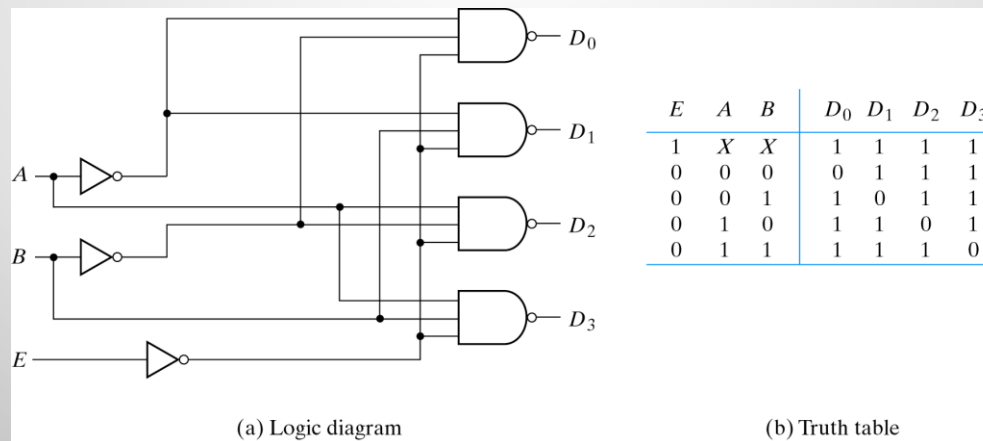 D0
D1
A
D2
B
D3
E
(a) Logic diagram
E A B D0 D1 D2 D3
1 X X 1 1 1 1
0 0 0 0 1 1 1
0 0 1 1 0 1 1
0 1 0 1 1 0 1
0 1 1 1 1 1 0
(b) Truth table